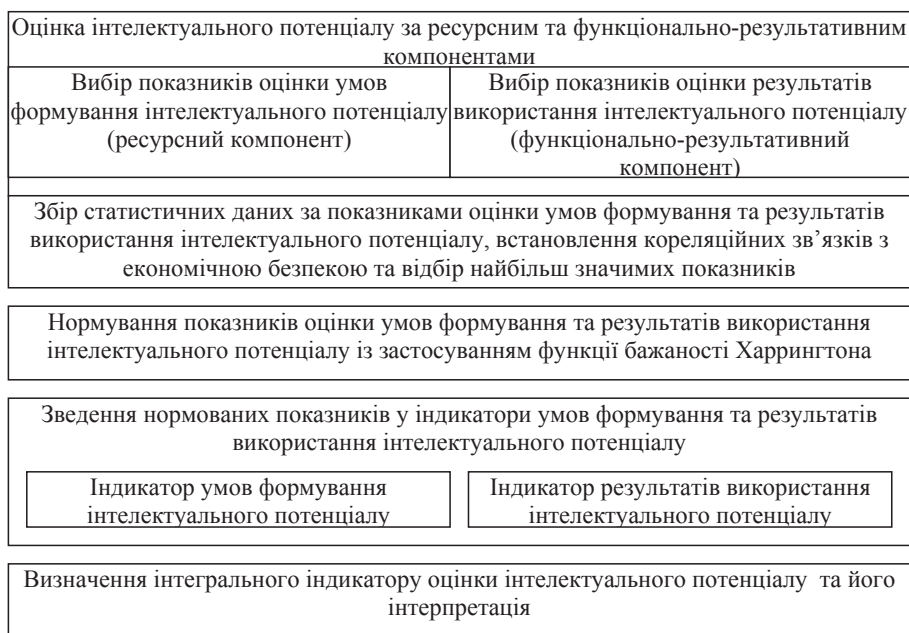 Оцінка інтелектуального потенціалу за ресурсним та функціонально-результативним
компонентами
Вибір показників оцінки умов
формування інтелектуального потенціалу
(ресурсний компонент)
Вибір показників оцінки результатів
використання інтелектуального потенціалу
(функціонально-результативний
компонент)
Збір статистичних даних за показниками оцінки умов формування та результатів
використання інтелектуального потенціалу, встановлення кореляційних зв’язків з
економічною безпекою та відбір найбільш значимих показників
Нормування показників оцінки умов формування та результатів використання
інтелектуального потенціалу із застосуванням функції бажаності Харрингтона
Зведення нормованих показників у індикатори умов формування та результатів
використання інтелектуального потенціалу
Індикатор умов формування
інтелектуального потенціалу
Індикатор результатів використання
інтелектуального потенціалу
Визначення інтегрального індикатору оцінки інтелектуального потенціалу та його
інтерпретація